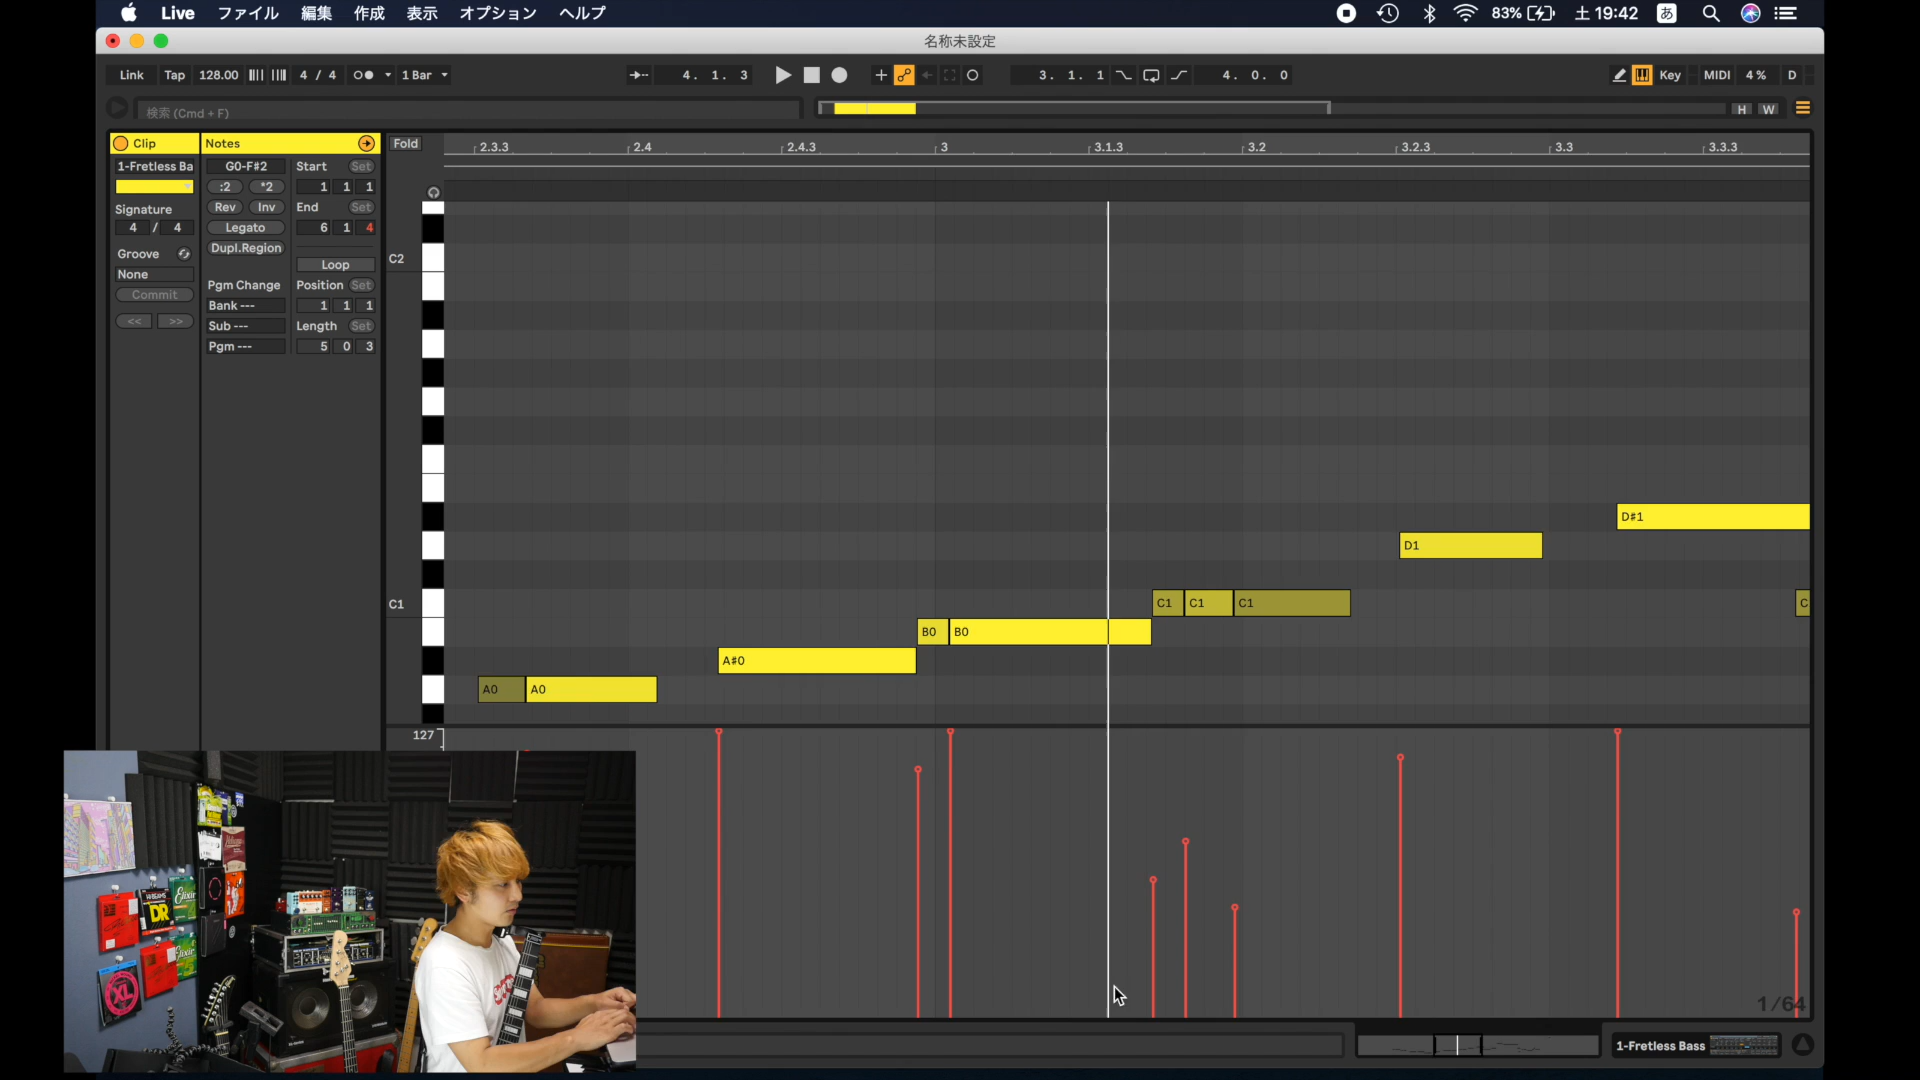 Live ファイル 編集 作成 表示 オプション ヘルプ 83% 土 19:42 あ
名称未設定
Link Tap 128.00 4 / 4 1 Bar 4. 1. 3 3. 1. 1 4. 0. 0 Key MIDI 4 % D
検索 (Cmd + F) H W
Clip Notes Fold 2.3.3 2.4 2.4.3 3 3.1.3 3.2 3.2.3 3.3 3.3.3
1-Fretless Ba G0-F#2 Start Set
:2 *2 1 1 1
Signature Rev Inv End Set
4 / 4 Legato 6 1 4
Groove Dupl.Region
None Loop
Commit Pgm Change Position Set
<< >> Bank --- 1 1 1
Sub --- Length Set
Pgm --- 5 0 3
C2
D#1
D1
C1 C1 C1 C1 C
B0 B0
A#0
A0 A0
127
Elixir
DR
Elixir
XL
1/64
1-Fretless Bass